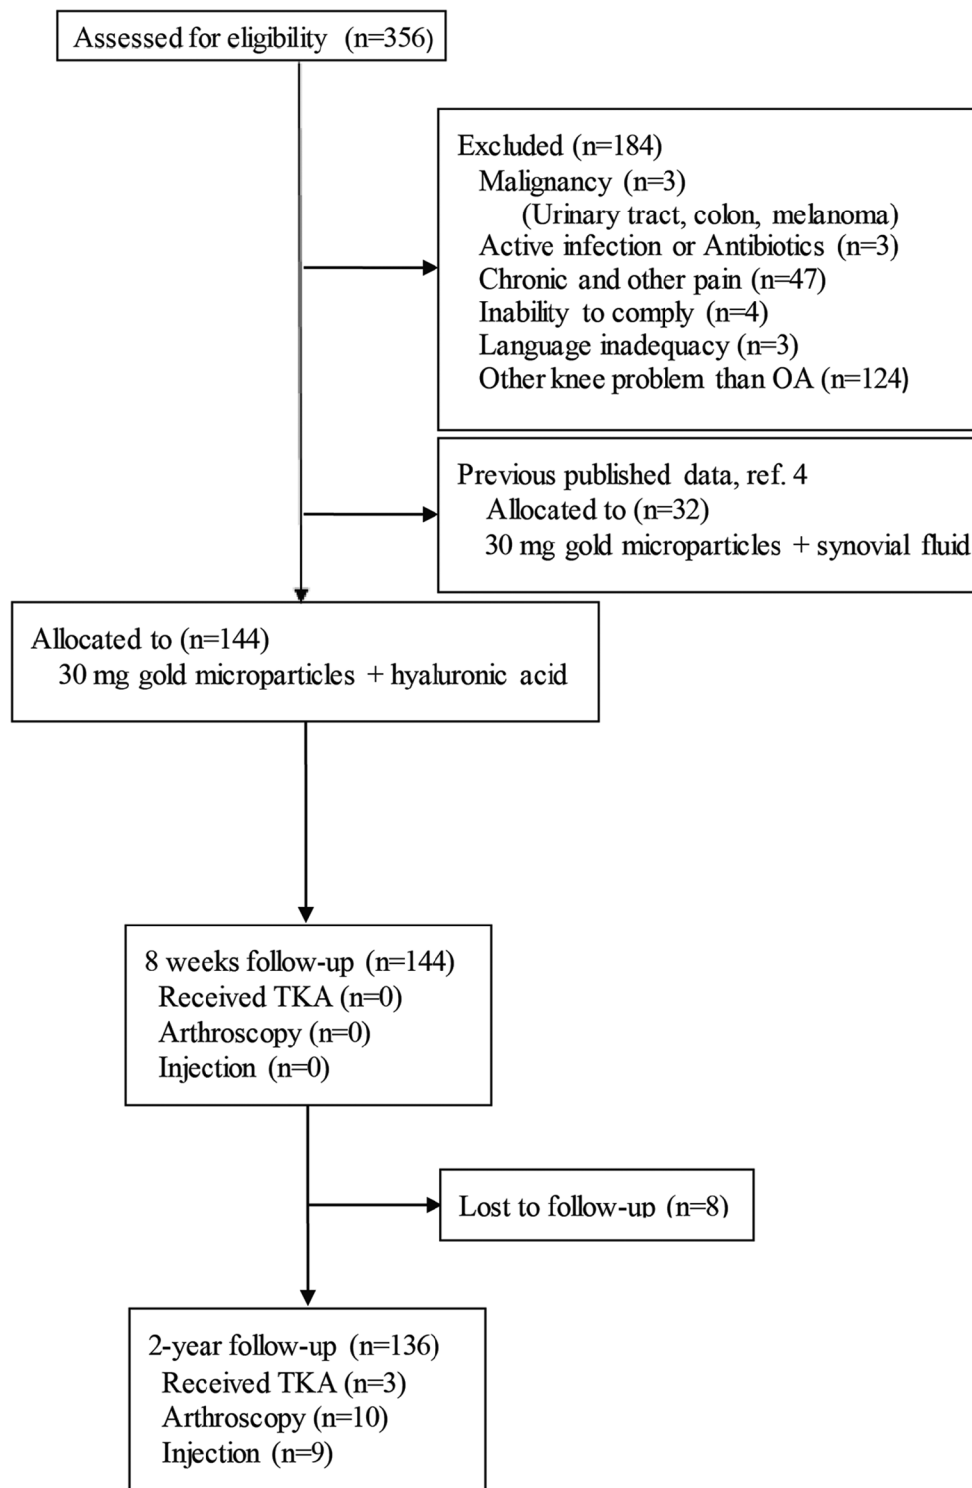 Assessed for eligibility (n=356)
Excluded (n=184)
Malignancy (n=3)
(Urinary tract, colon, melanoma)
Active infection or Antibiotics (n=3)
Chronic and other pain (n=47)
Inability to comply (n=4)
Language inadequacy (n=3)
Other knee problem than OA (n=124)
Previous published data, ref. 4
Allocated to (n=32)
30 mg gold microparticles + synovial fluid
Allocated to (n=144)
30 mg gold microparticles + hyaluronic acid
8 weeks follow-up (n=144)
Received TKA (n=0)
Arthroscopy (n=0)
Injection (n=0)
Lost to follow-up (n=8)
2-year follow-up (n=136)
Received TKA (n=3)
Arthroscopy (n=10)
Injection (n=9)